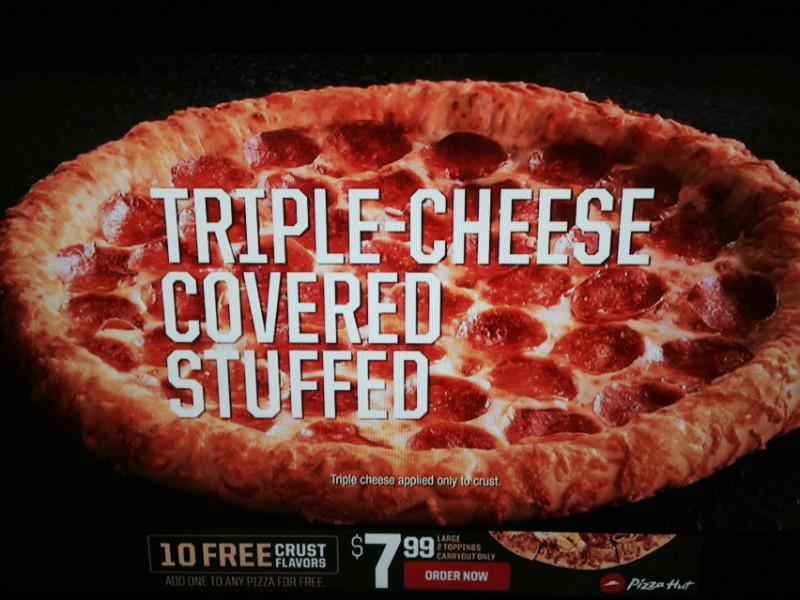 TRIPLE-CHEESE
COVERED
STUFFED
Triple cheese applied only to crust.
10 FREE CRUST FLAVORS
ADD ONE TO ANY PIZZA FOR FREE.
$7.99
LARGE
2 TOPPINGS
CARRYOUT ONLY
ORDER NOW
Pizza Hut